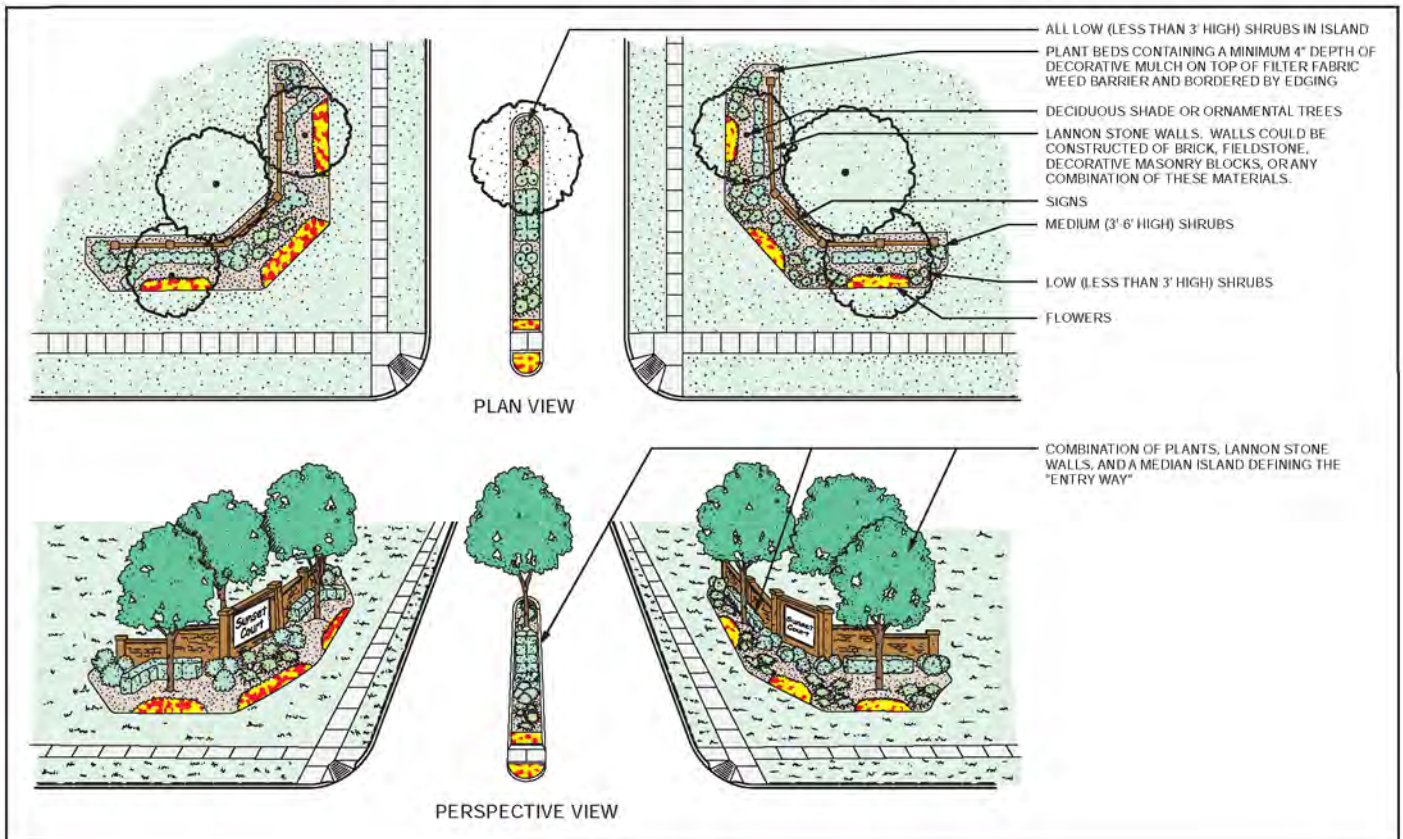 ALL LOW (LESS THAN 3' HIGH) SHRUBS IN ISLAND
PLANT BEDS CONTAINING A MINIMUM 4" DEPTH OF
DECORATIVE MULCH ON TOP OF FILTER FABRIC
WEED BARRIER AND BORDERED BY EDGING
DECIDUOUS SHADE OR ORNAMENTAL TREES
LANNON STONE WALLS. WALLS COULD BE
CONSTRUCTED OF BRICK, FIELDSTONE,
DECORATIVE MASONRY BLOCKS, OR ANY
COMBINATION OF THESE MATERIALS.
SIGNS
MEDIUM (3'-6' HIGH) SHRUBS
LOW (LESS THAN 3' HIGH) SHRUBS
FLOWERS
PLAN VIEW
COMBINATION OF PLANTS, LANNON STONE
WALLS, AND A MEDIAN ISLAND DEFINING THE
"ENTRY WAY"
Sunset
Court
Sunset
Court
PERSPECTIVE VIEW